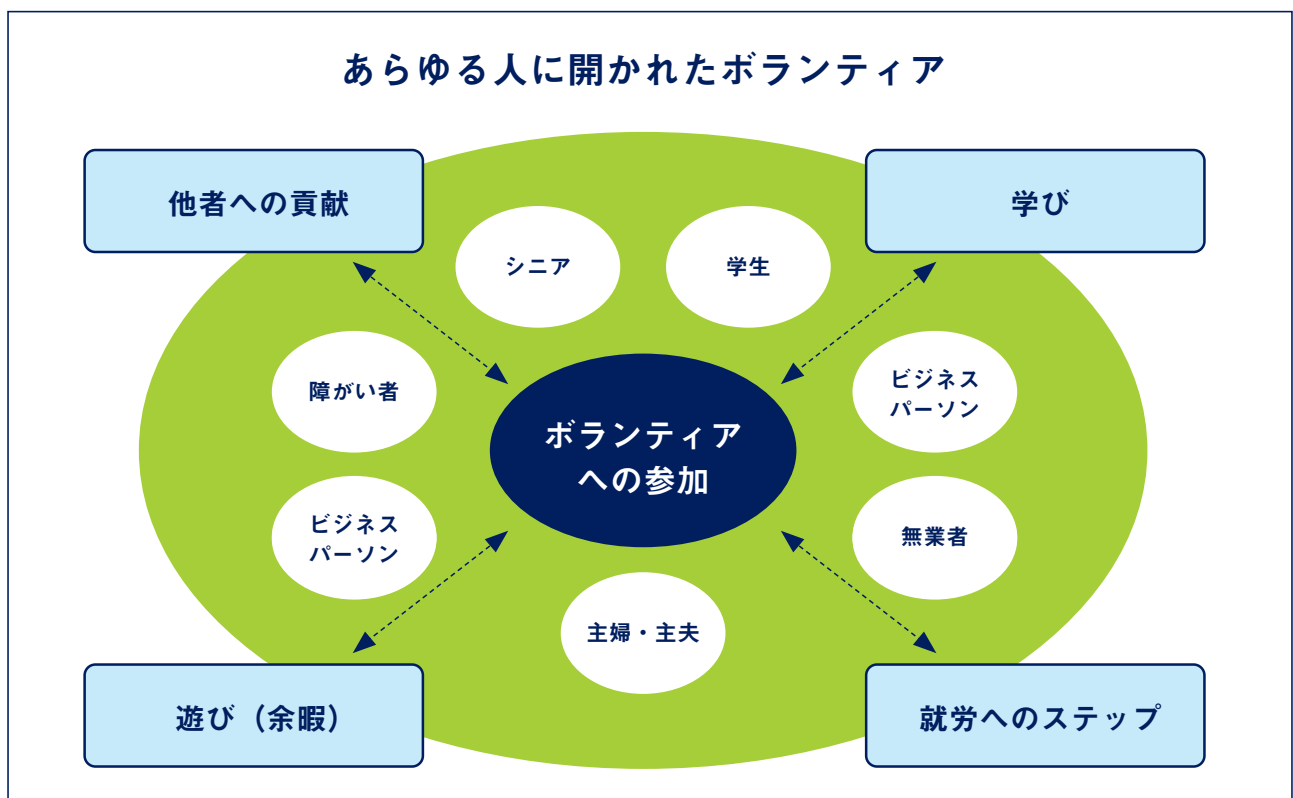 あらゆる人に開かれたボランティア
他者への貢献
学び
シニア
学生
障がい者
ビジネス
パーソン
ボランティア
への参加
ビジネス
パーソン
無業者
主婦・主夫
遊び（余暇）
就労へのステップ